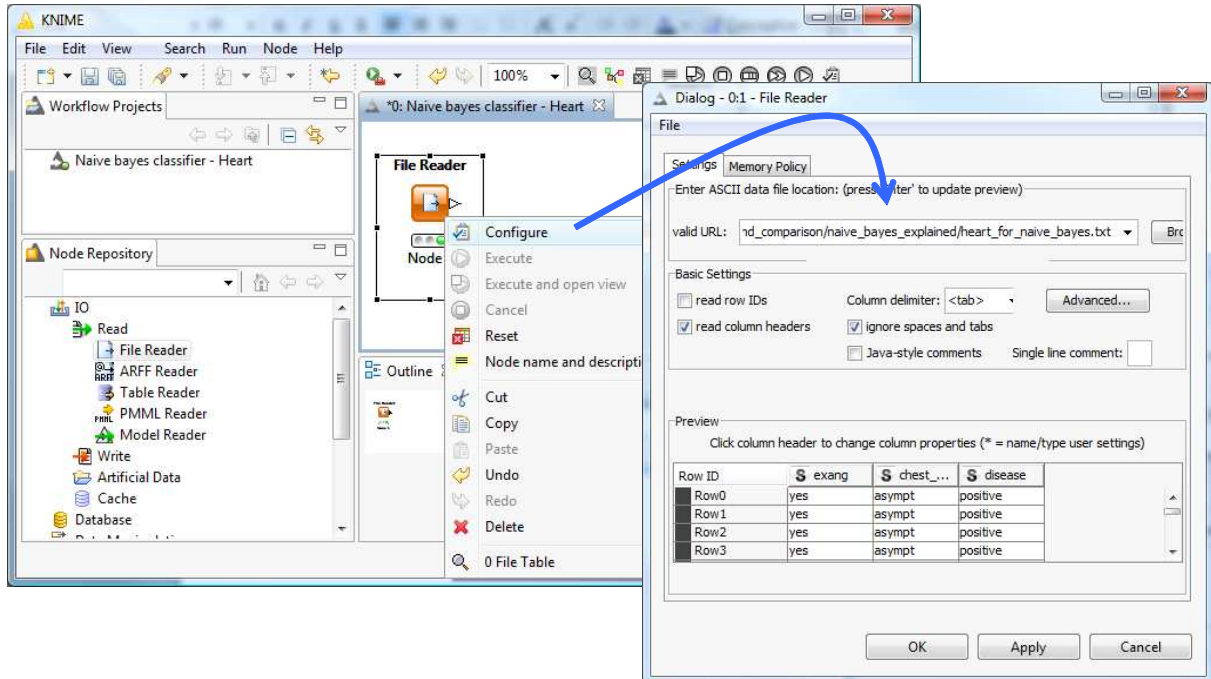 KNIME
File Edit View Search Run Node Help
100%
Workflow Projects
Naive bayes classifier - Heart
Node Repository
IO
Read
File Reader
ARFF Reader
Table Reader
PMML Reader
Model Reader
Write
Artificial Data
Cache
Database
*0: Naive bayes classifier - Heart
File Reader
Node
Outline
Configure
Execute
Execute and open view
Cancel
Reset
Node name and descripti
Cut
Copy
Paste
Undo
Redo
Delete
0 File Table
Dialog - 0:1 - File Reader
File
Settings Memory Policy
Enter ASCII data file location: (press 'Enter' to update preview)
valid URL: nd_comparison/naive_bayes_explained/heart_for_naive_bayes.txt Brc
Basic Settings
read row IDs Column delimiter: <tab> Advanced...
read column headers ignore spaces and tabs
Java-style comments Single line comment:
Preview
Click column header to change column properties (* = name/type user settings)
Row ID S exang S chest_... S disease
Row0 yes asympt positive
Row1 yes asympt positive
Row2 yes asympt positive
Row3 yes asympt positive
OK Apply Cancel